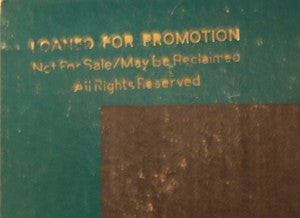 LOANED FOR PROMOTION
Not For Sale/May be Reclaimed
All Rights Reserved